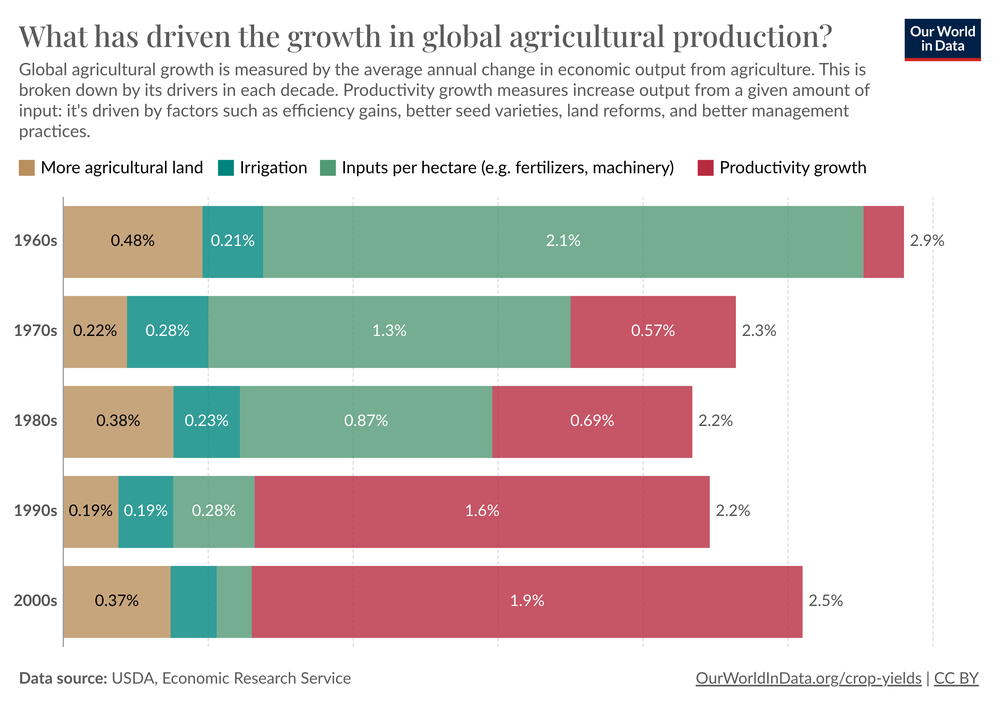 What has driven the growth in global agricultural production?
Our World
in Data
Global agricultural growth is measured by the average annual change in economic output from agriculture. This is
broken down by its drivers in each decade. Productivity growth measures increase output from a given amount of
input: it's driven by factors such as efficiency gains, better seed varieties, land reforms, and better management
practices.
More agricultural land Irrigation Inputs per hectare (e.g. fertilizers, machinery) Productivity growth
1960s 0.48% 0.21% 2.1% 2.9%
1970s 0.22% 0.28% 1.3% 0.57% 2.3%
1980s 0.38% 0.23% 0.87% 0.69% 2.2%
1990s 0.19% 0.19% 0.28% 1.6% 2.2%
2000s 0.37% 1.9% 2.5%
Data source: USDA, Economic Research Service
OurWorldInData.org/crop-yields | CC BY